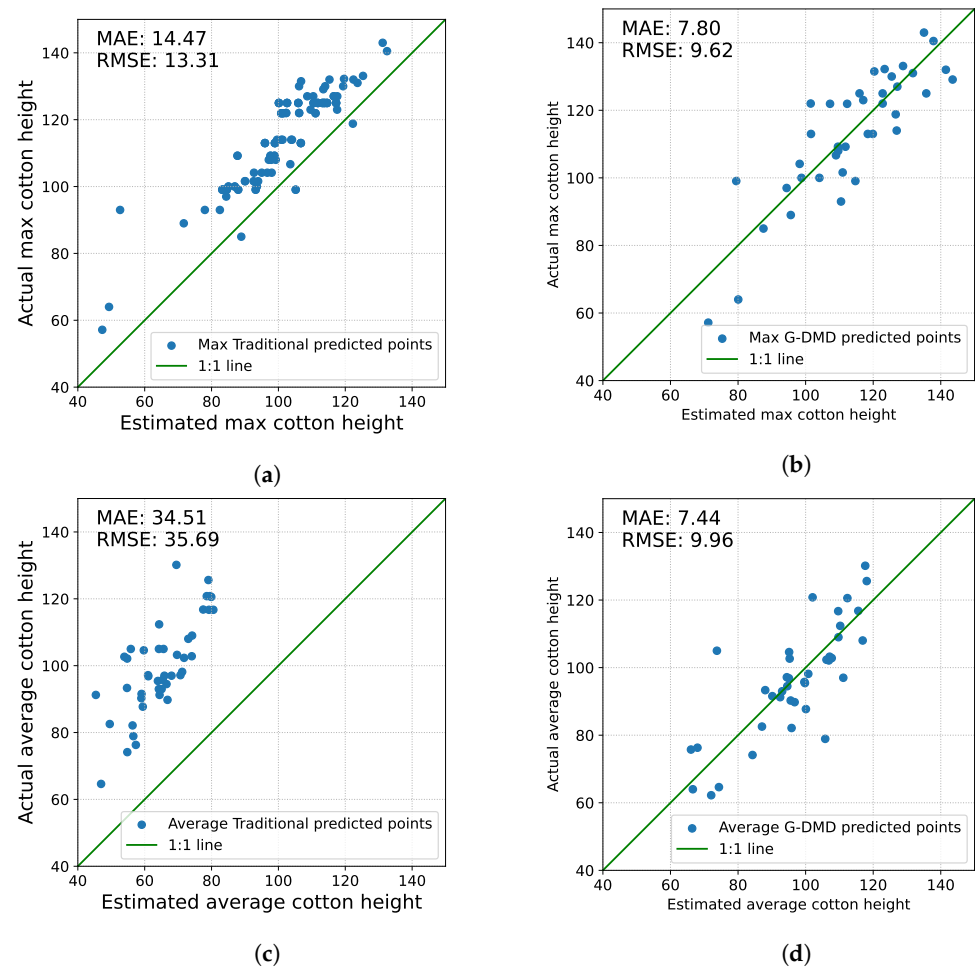 MAE: 14.47
RMSE: 13.31
140
120
100
80
60
40
Actual max cotton height
Max Traditional predicted points
1:1 line
40 60 80 100 120 140
Estimated max cotton height
(a)
MAE: 7.80
RMSE: 9.62
140
120
100
80
60
40
Actual max cotton height
Max G-DMD predicted points
1:1 line
40 60 80 100 120 140
Estimated max cotton height
(b)
MAE: 34.51
RMSE: 35.69
140
120
100
80
60
40
Actual average cotton height
Average Traditional predicted points
1:1 line
40 60 80 100 120 140
Estimated average cotton height
(c)
MAE: 7.44
RMSE: 9.96
140
120
100
80
60
40
Actual average cotton height
Average G-DMD predicted points
1:1 line
40 60 80 100 120 140
Estimated average cotton height
(d)